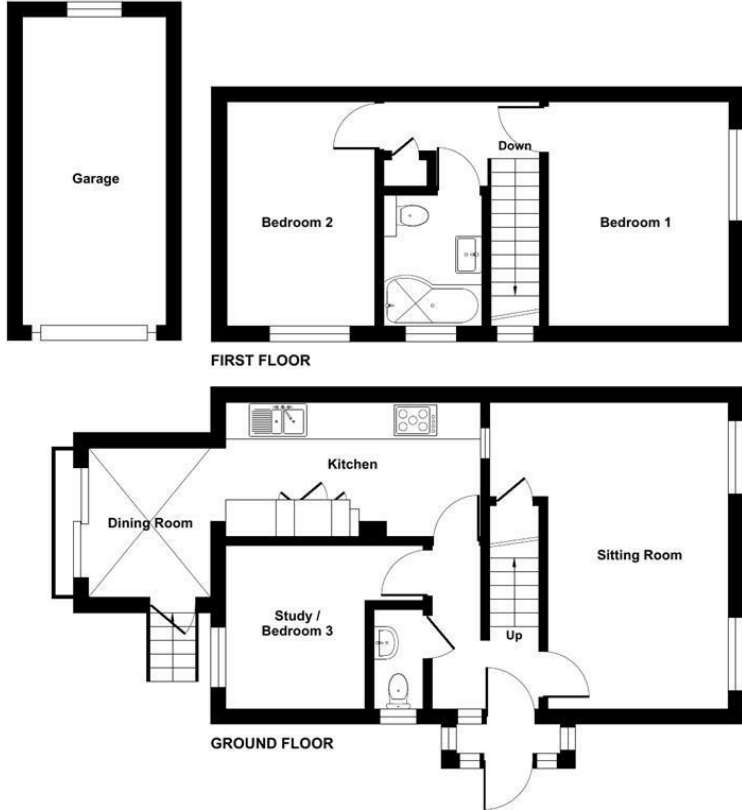 Garage
Down
Bedroom 2
Bedroom 1
FIRST FLOOR
Kitchen
Dining Room
Sitting Room
Study /
Bedroom 3
Up
GROUND FLOOR